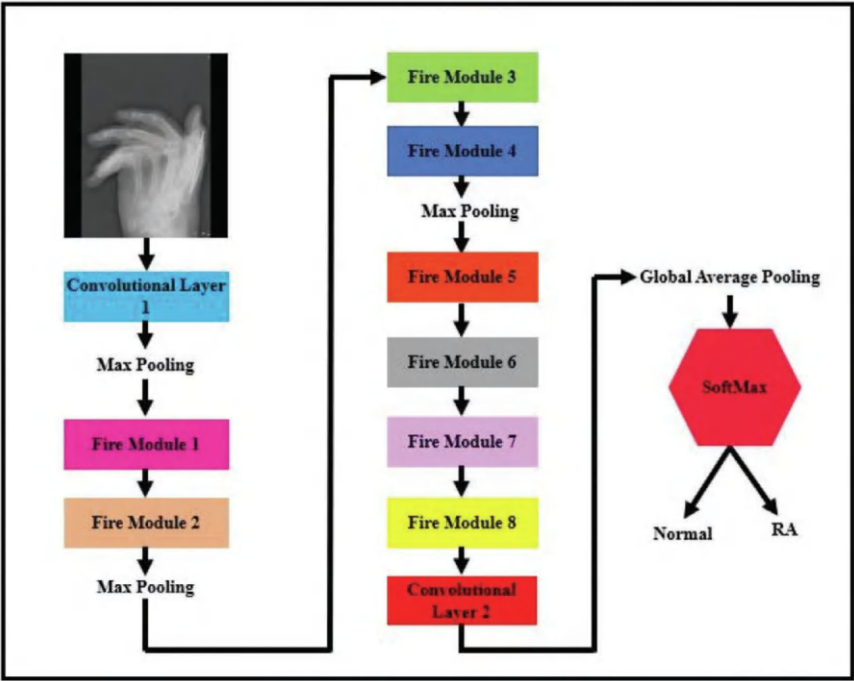 Convolutional Layer
1
Max Pooling
Fire Module 1
Fire Module 2
Max Pooling
Fire Module 3
Fire Module 4
Max Pooling
Fire Module 5
Fire Module 6
Fire Module 7
Fire Module 8
Convolutional
Layer 2
Global Average Pooling
SoftMax
Normal
RA